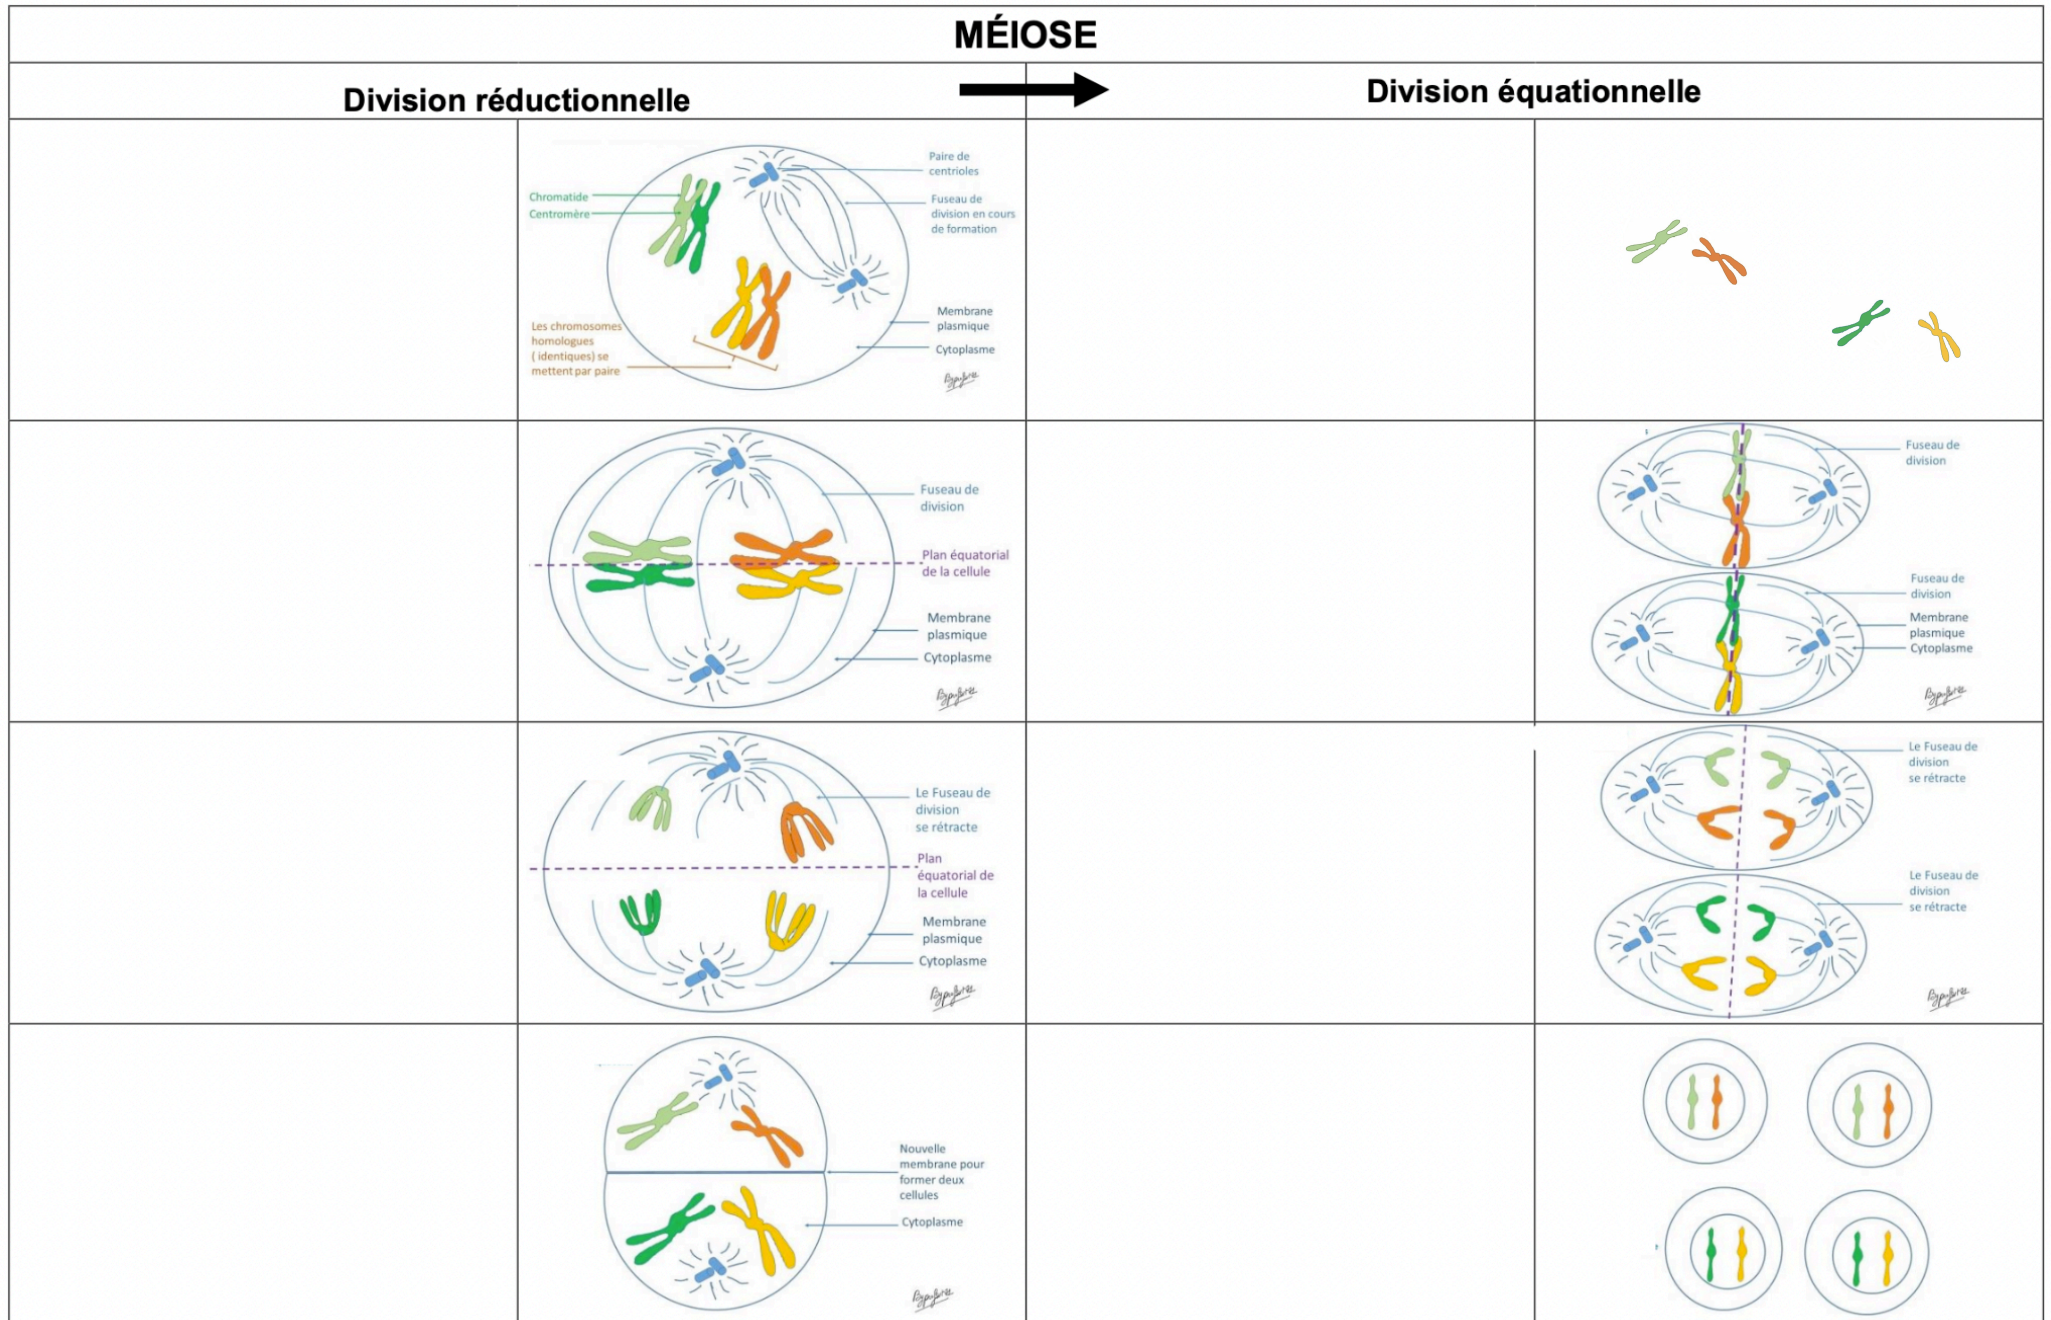 MÉIOSE
Division réductionnelle
Division équationnelle
Chromatide
Centromère
Les chromosomes
homologues
( identiques) se
mettent par paire
Paire de
centrioles
Fuseau de
division en cours
de formation
Membrane
plasmique
Cytoplasme
Fuseau de
division
Plan équatorial
de la cellule
Membrane
plasmique
Cytoplasme
Fuseau de
division
Fuseau de
division
Membrane
plasmique
Cytoplasme
Le Fuseau de
division
se rétracte
Plan
équatorial de
la cellule
Membrane
plasmique
Cytoplasme
Le Fuseau de
division
se rétracte
Le Fuseau de
division
se rétracte
Nouvelle
membrane pour
former deux
cellules
Cytoplasme